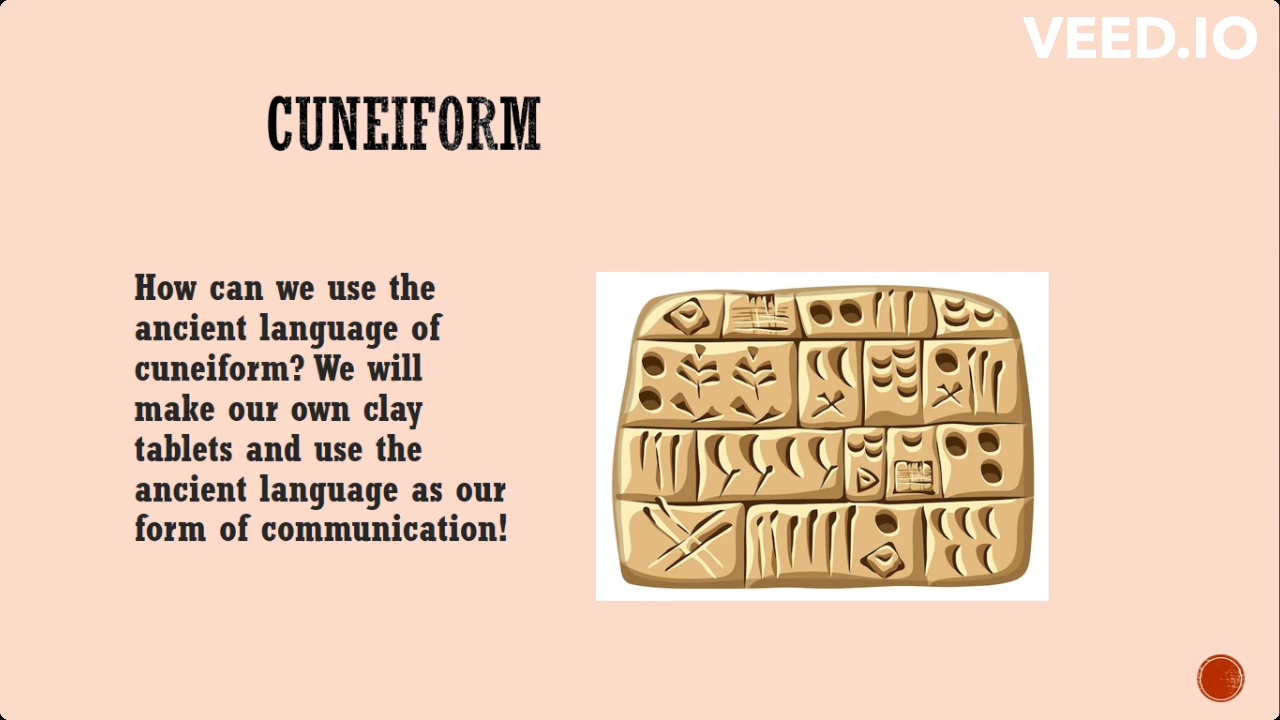 VEED.IO
CUNEIFORM
How can we use the
ancient language of
cuneiform? We will
make our own clay
tablets and use the
ancient language as our
form of communication!